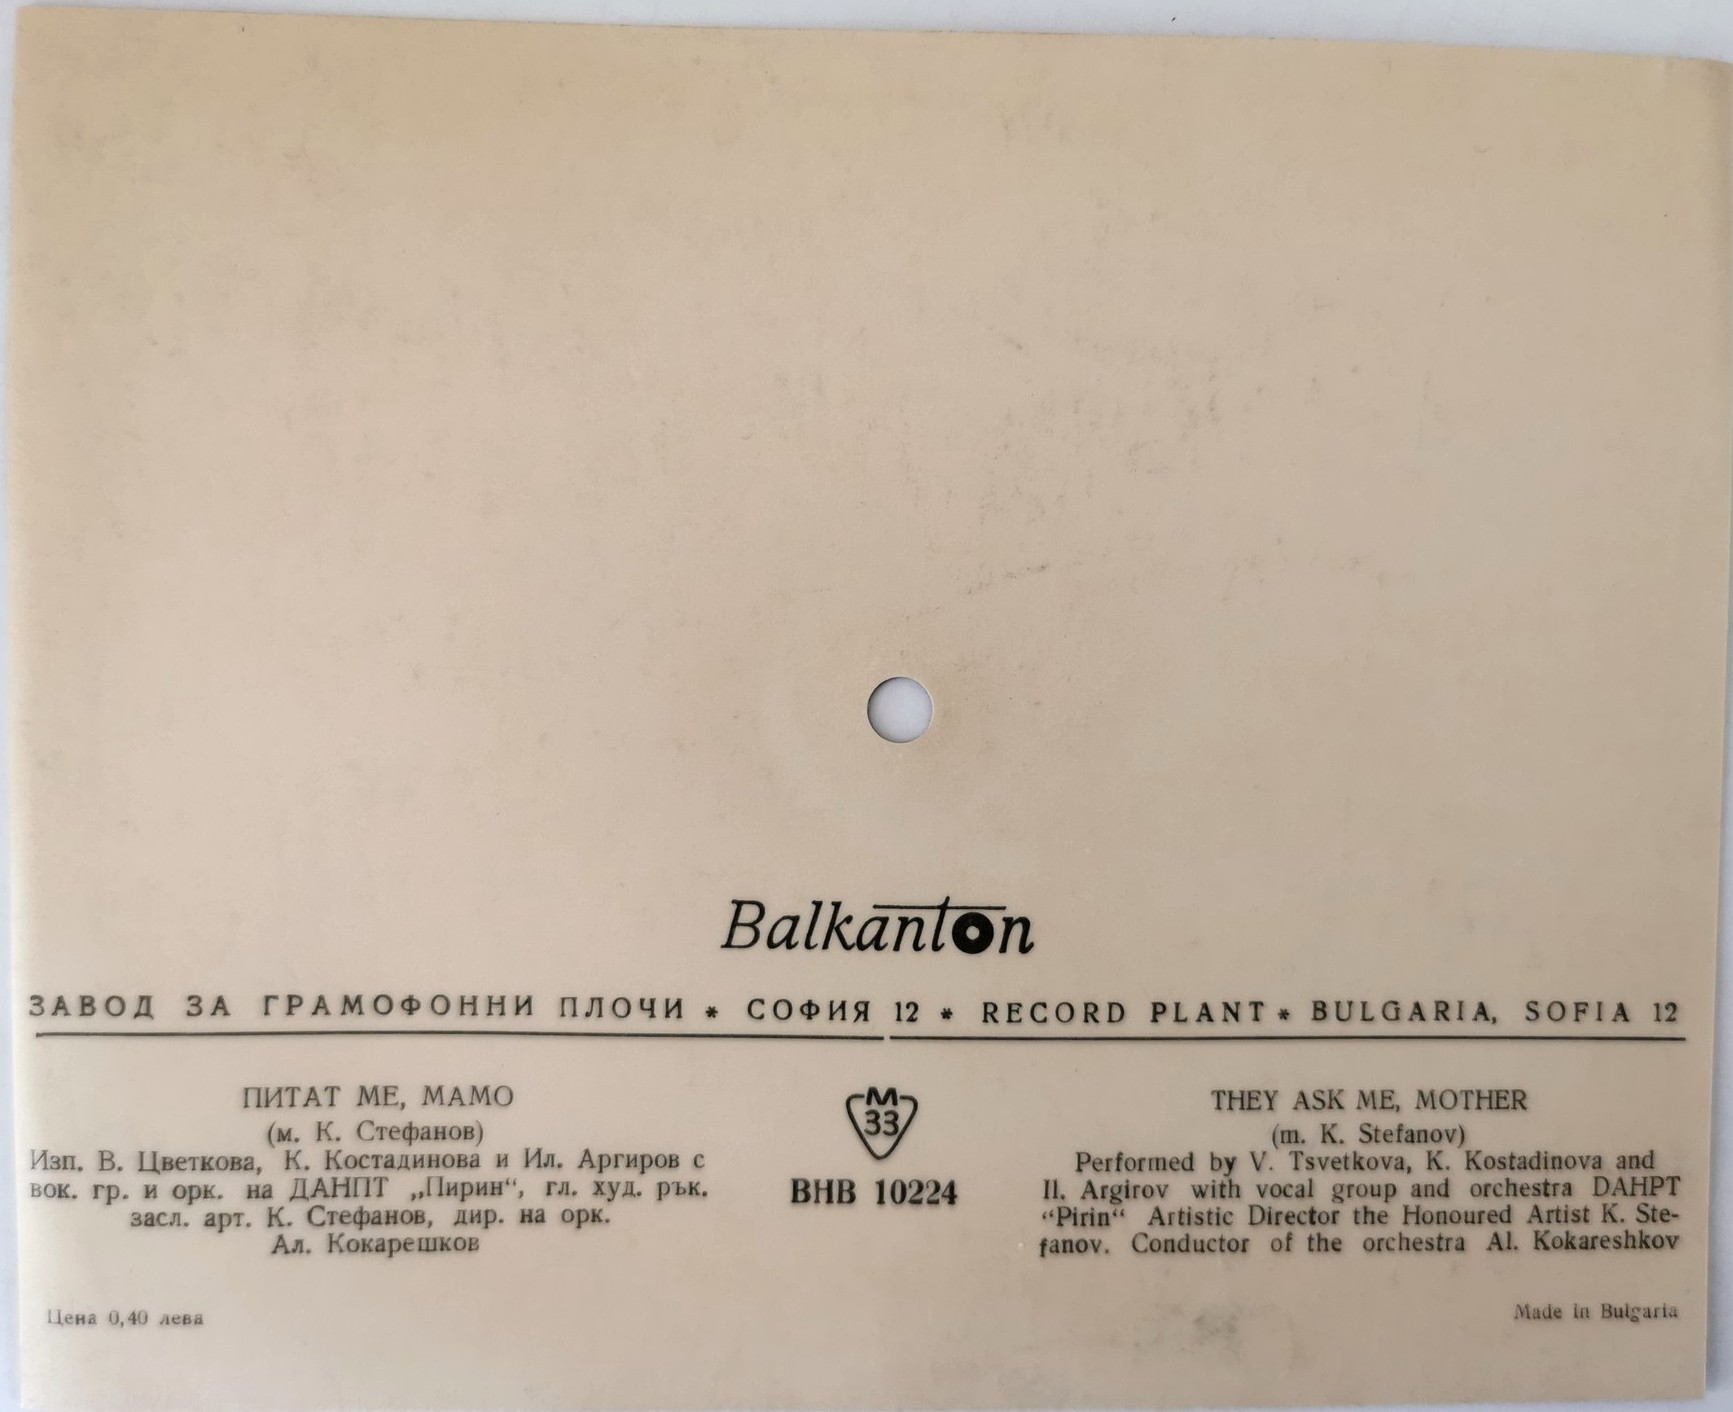 Balkanton
ЗАВОД ЗА ГРАМОФОННИ ПЛОЧИ * СОФИЯ 12 * RECORD PLANT * BULGARIA, SOFIA 12
ПИТАТ МЕ, МАМО
(м. К. Стефанов)
Изп. В. Цветкова, К. Костадинова и Ил. Аргиров с
вок. гр. и орк. на ДАНПТ „Пирин“, гл. худ. рък.
засл. арт. К. Стефанов, дир. на орк.
Ал. Кокарешков
Цена 0,40 лева
М
33
ВНВ 10224
THEY ASK ME, MOTHER
(m. K. Stefanov)
Performed by V. Tsvetkova, K. Kostadinova and
Il. Argirov with vocal group and orchestra DAHPT
“Pirin“ Artistic Director the Honoured Artist K. Ste-
fanov. Conductor of the orchestra Al. Kokareshkov
Made in Bulgaria